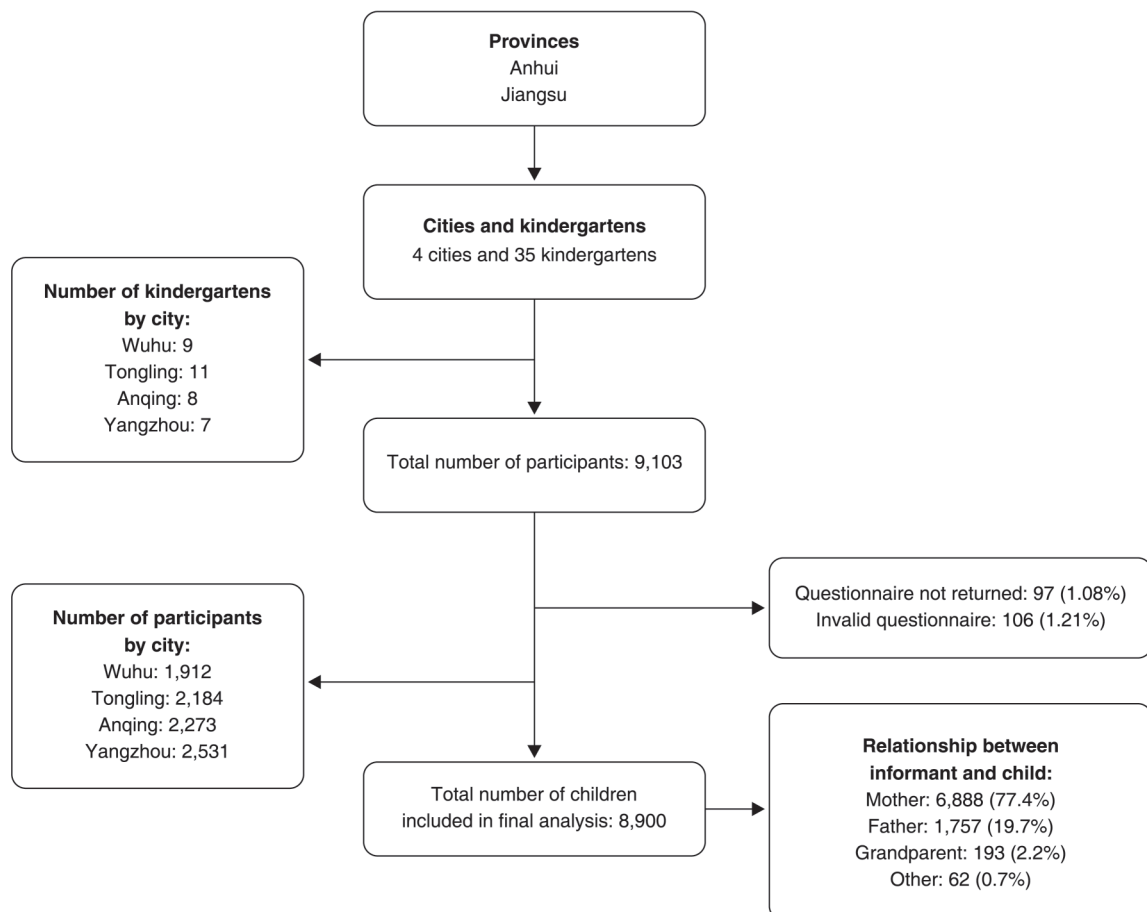 Provinces
Anhui
Jiangsu
Cities and kindergartens
4 cities and 35 kindergartens
Number of kindergartens
by city:
Wuhu: 9
Tongling: 11
Anqing: 8
Yangzhou: 7
Total number of participants: 9,103
Questionnaire not returned: 97 (1.08%)
Invalid questionnaire: 106 (1.21%)
Number of participants
by city:
Wuhu: 1,912
Tongling: 2,184
Anqing: 2,273
Yangzhou: 2,531
Total number of children
included in final analysis: 8,900
Relationship between
informant and child:
Mother: 6,888 (77.4%)
Father: 1,757 (19.7%)
Grandparent: 193 (2.2%)
Other: 62 (0.7%)